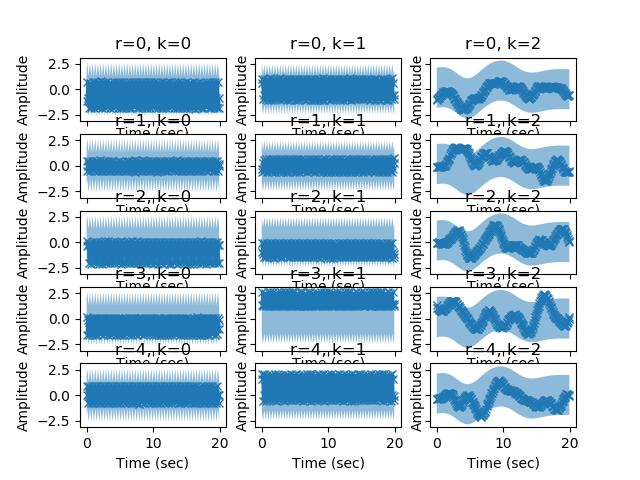 r=0, k=0 r=0, k=1 r=0, k=2
Amplitude Amplitude Amplitude
2.5
0.0
−2.5
Time (sec) Time (sec) Time (sec)
r=1, k=0 r=1, k=1 r=1, k=2
Amplitude Amplitude Amplitude
2.5
0.0
−2.5
Time (sec) Time (sec) Time (sec)
r=2, k=0 r=2, k=1 r=2, k=2
Amplitude Amplitude Amplitude
2.5
0.0
−2.5
Time (sec) Time (sec) Time (sec)
r=3, k=0 r=3, k=1 r=3, k=2
Amplitude Amplitude Amplitude
2.5
0.0
−2.5
Time (sec) Time (sec) Time (sec)
r=4, k=0 r=4, k=1 r=4, k=2
Amplitude Amplitude Amplitude
2.5
0.0
−2.5
0 10 20 0 10 20 0 10 20
Time (sec) Time (sec) Time (sec)